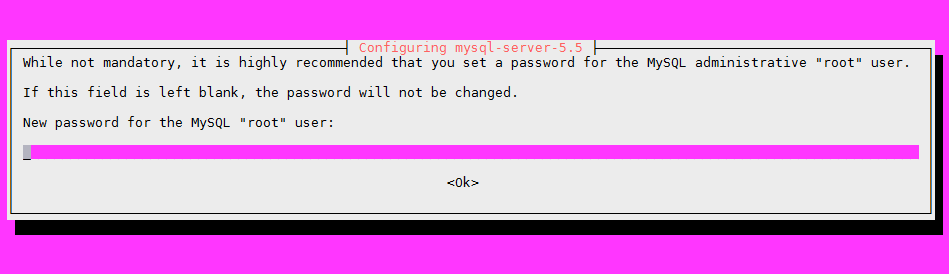 Configuring mysql-server-5.5
While not mandatory, it is highly recommended that you set a password for the MySQL administrative "root" user.
If this field is left blank, the password will not be changed.
New password for the MySQL "root" user:
<Ok>